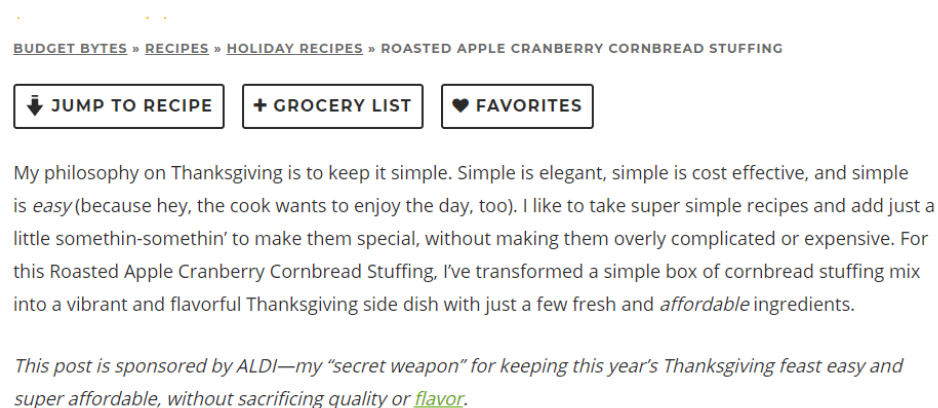 BUDGET BYTES » RECIPES » HOLIDAY RECIPES » ROASTED APPLE CRANBERRY CORNBREAD STUFFING
JUMP TO RECIPE + GROCERY LIST FAVORITES
My philosophy on Thanksgiving is to keep it simple. Simple is elegant, simple is cost effective, and simple
is easy (because hey, the cook wants to enjoy the day, too). I like to take super simple recipes and add just a
little somethin-somethin’ to make them special, without making them overly complicated or expensive. For
this Roasted Apple Cranberry Cornbread Stuffing, I’ve transformed a simple box of cornbread stuffing mix
into a vibrant and flavorful Thanksgiving side dish with just a few fresh and affordable ingredients.
This post is sponsored by ALDI—my “secret weapon” for keeping this year’s Thanksgiving feast easy and
super affordable, without sacrificing quality or flavor.